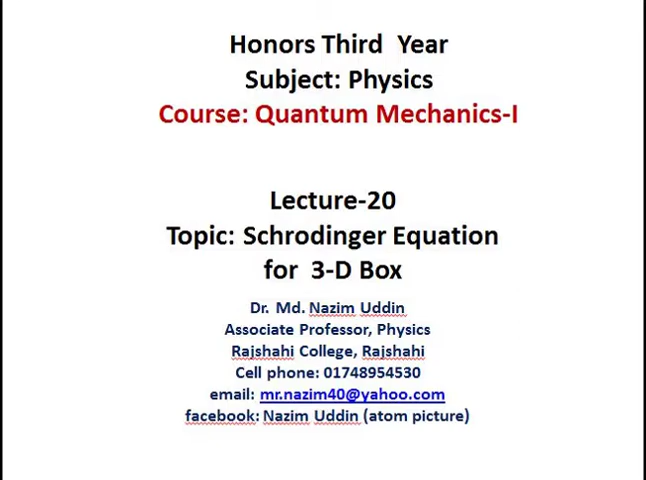 Honors Third Year
Subject: Physics
Course: Quantum Mechanics-I
Lecture-20
Topic: Schrodinger Equation
for 3-D Box
Dr. Md. Nazim Uddin
Associate Professor, Physics
Rajshahi College, Rajshahi
Cell phone: 01748954530
email: mr.nazim40@yahoo.com
facebook: Nazim Uddin (atom picture)